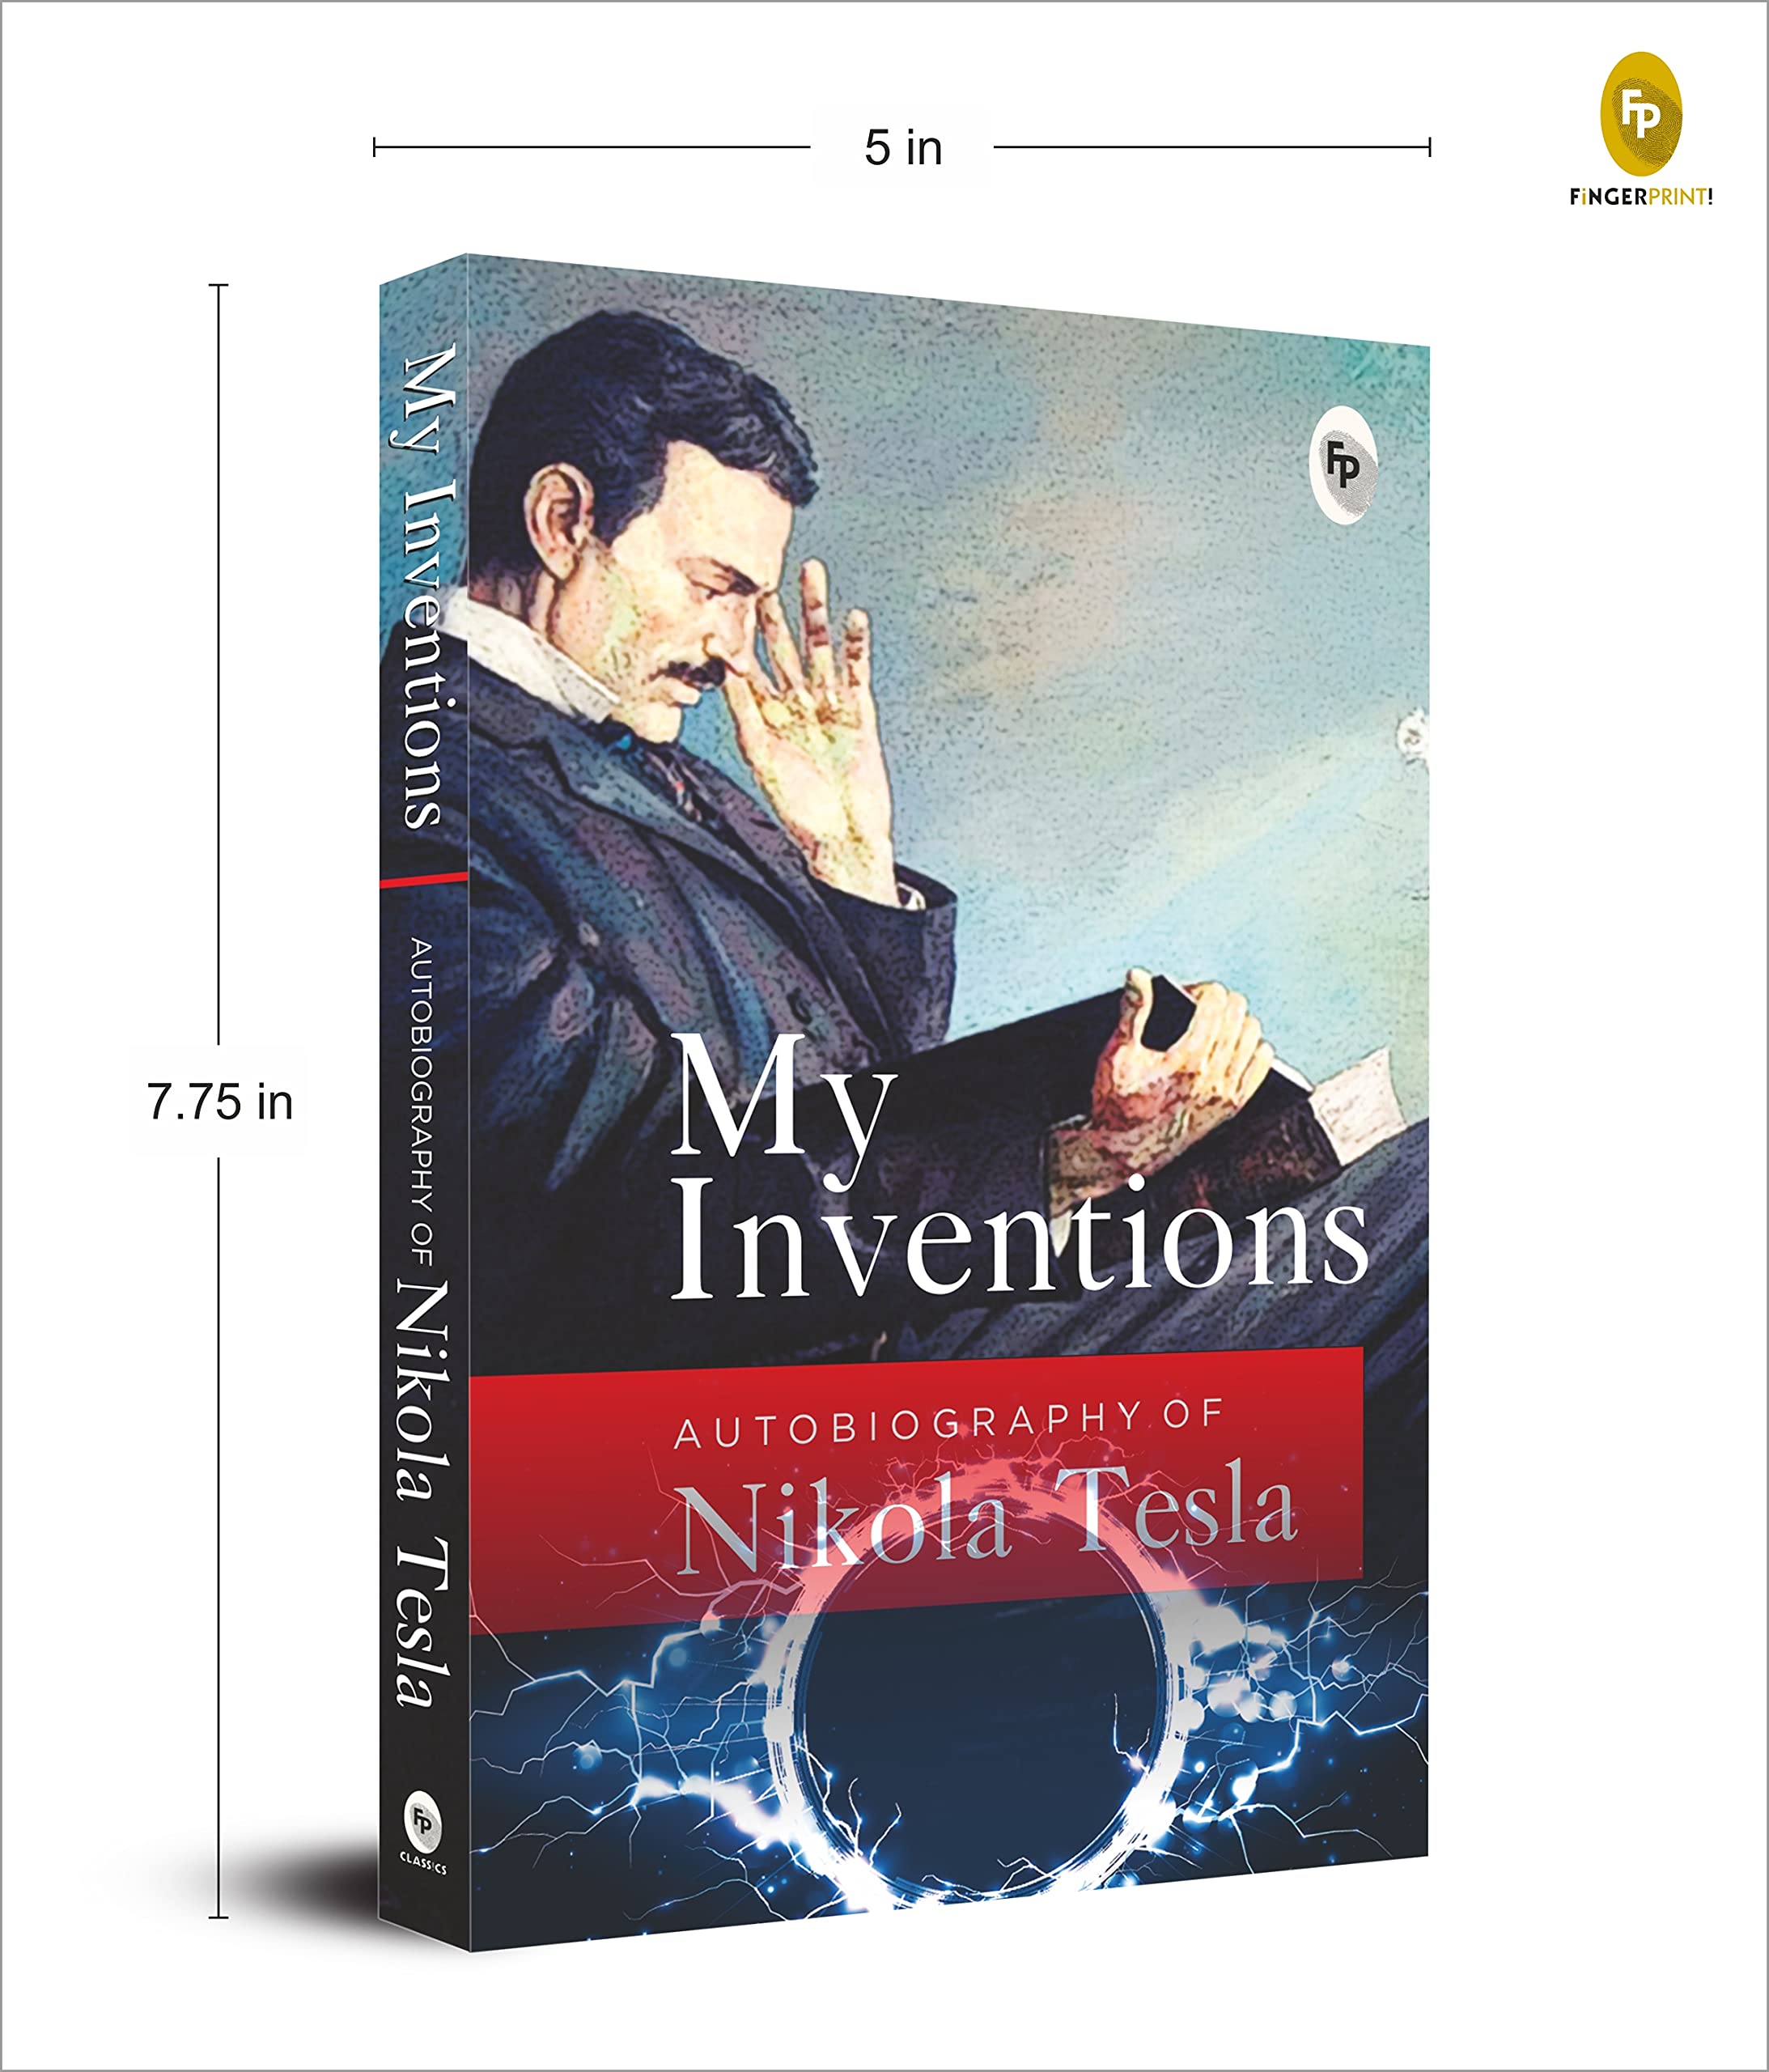 5 in
FP
FiNGERPRINT!
7.75 in
My Inventions
AUTOBIOGRAPHY OF Nikola Tesla
FP
CLASSICS
FP
My
Inventions
AUTOBIOGRAPHY OF
Nikola Tesla